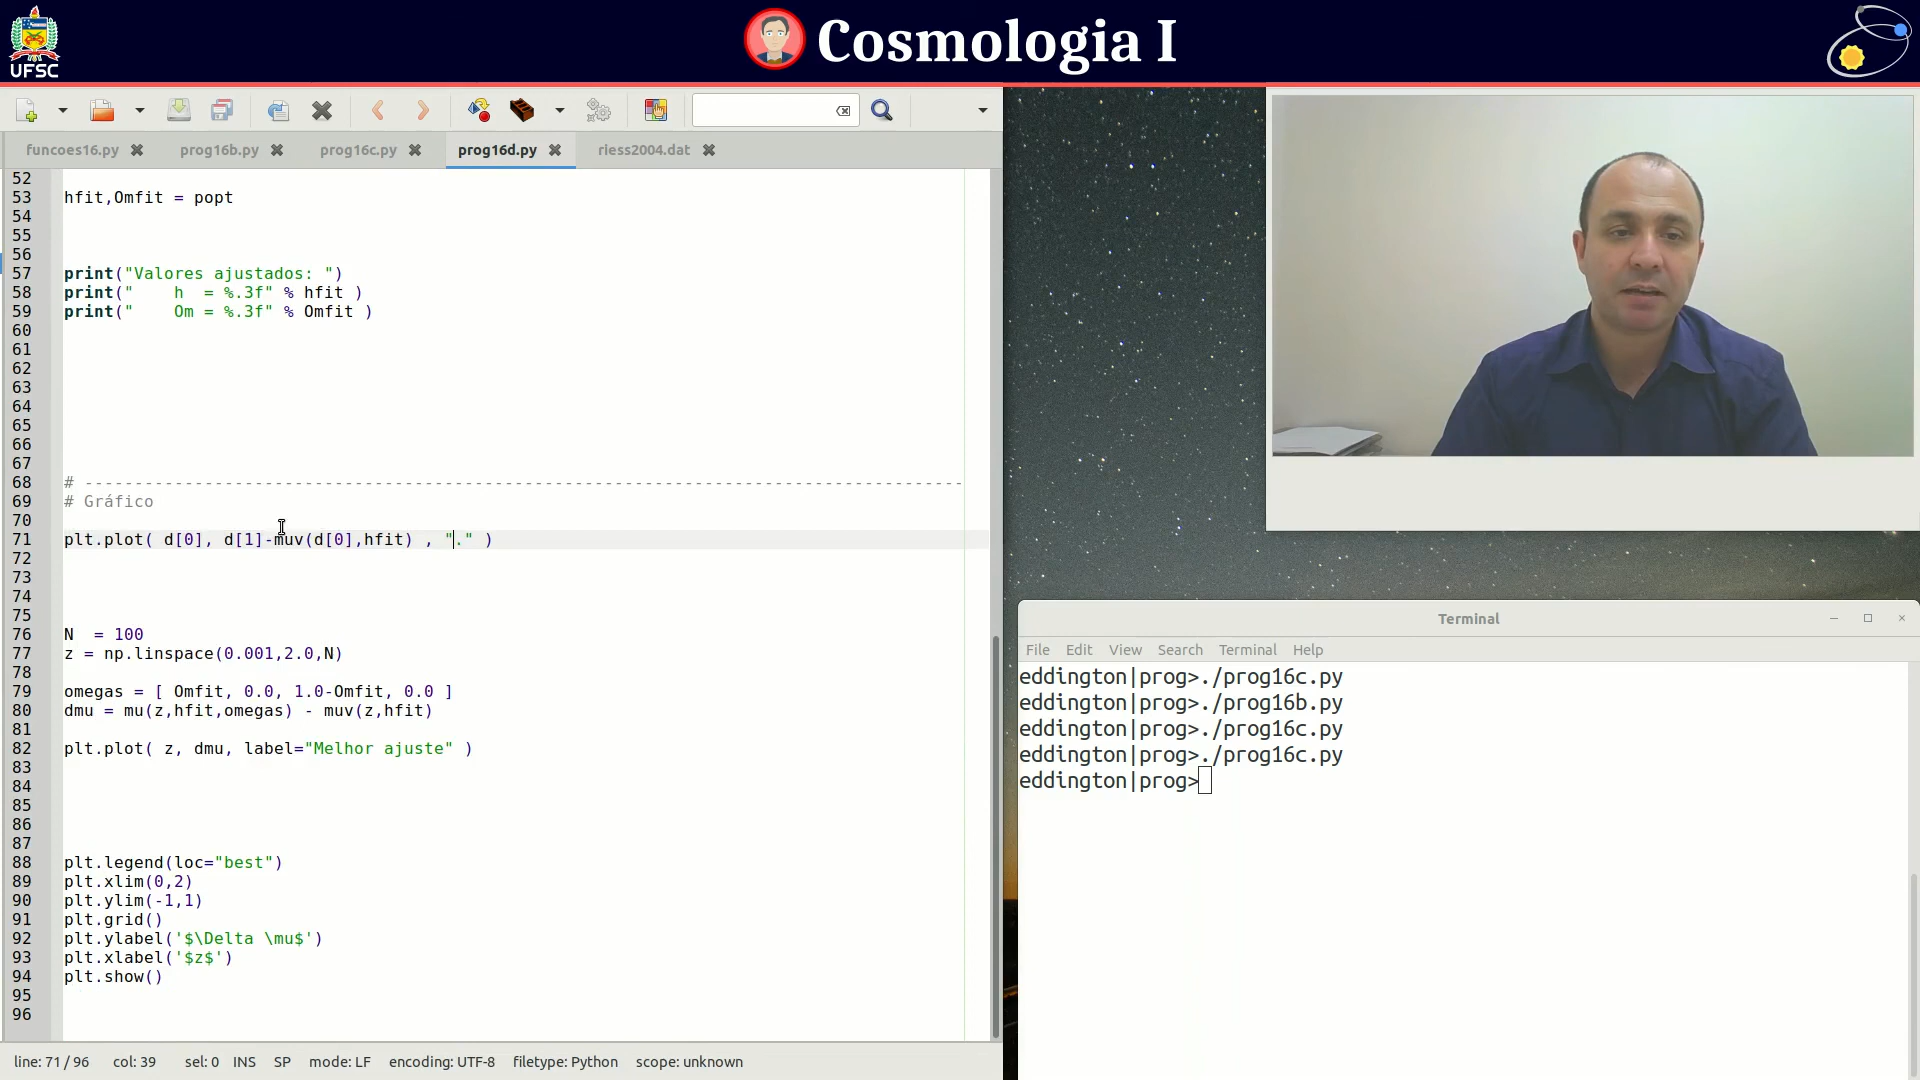 UFSC
Cosmologia I
funcoes16.py
prog16b.py
prog16c.py
prog16d.py
riess2004.dat
52
53 hfit,Omfit = popt
54
55
56
57 print("Valores ajustados: ")
58 print("    h  = %.3f" % hfit )
59 print("    Om = %.3f" % Omfit )
60
61
62
63
64
65
66
67
68 # ----------------------------------------------------------------------------------------
69 # Gráfico
70
71 plt.plot( d[0], d[1]-muv(d[0],hfit) , "." )
72
73
74
75
76 N  = 100
77 z = np.linspace(0.001,2.0,N)
78
79 omegas = [ Omfit, 0.0, 1.0-Omfit, 0.0 ]
80 dmu = mu(z,hfit,omegas) - muv(z,hfit)
81
82 plt.plot( z, dmu, label="Melhor ajuste" )
83
84
85
86
87
88 plt.legend(loc="best")
89 plt.xlim(0,2)
90 plt.ylim(-1,1)
91 plt.grid()
92 plt.ylabel('$\Delta \mu$')
93 plt.xlabel('$z$')
94 plt.show()
95
96
line: 71 / 96 col: 39 sel: 0 INS SP mode: LF encoding: UTF-8 filetype: Python scope: unknown
Terminal
File Edit View Search Terminal Help
eddington|prog>./prog16c.py
eddington|prog>./prog16b.py
eddington|prog>./prog16c.py
eddington|prog>./prog16c.py
eddington|prog>